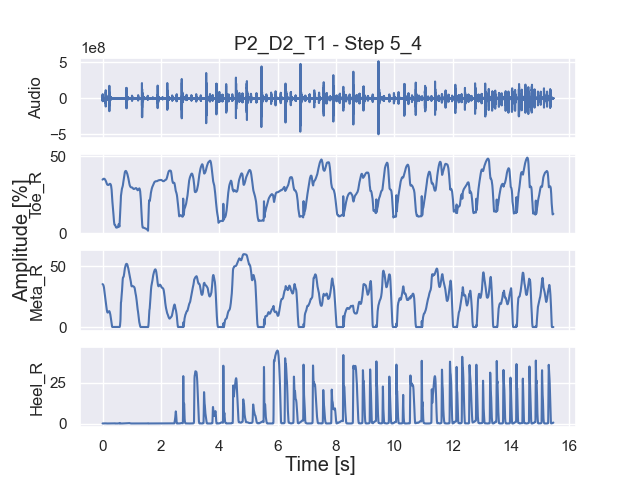 P2_D2_T1 - Step 5_4
1e8
5
0
−5
Audio
50
0
Toe_R
Amplitude [%]
50
0
Meta_R
25
0
Heel_R
0 2 4 6 8 10 12 14 16
Time [s]